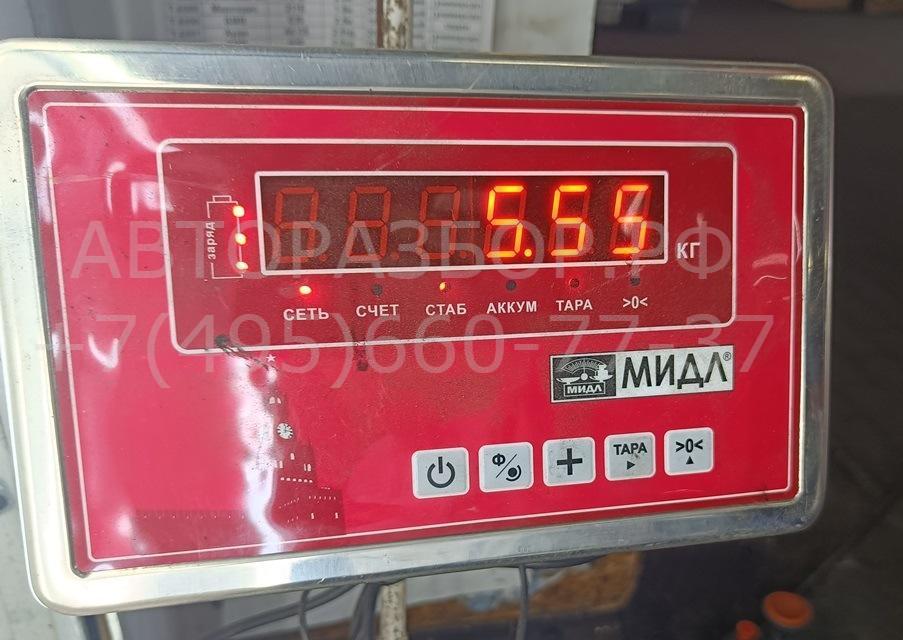 заряд
5.55
КГ
СЕТЬ СЧЕТ СТАБ АККУМ ТАРА >0<
АВТОРАЗБОР.РФ
+7(495)660-77-37
МИДЛ МИДЛ®
Ф ТАРА >0<